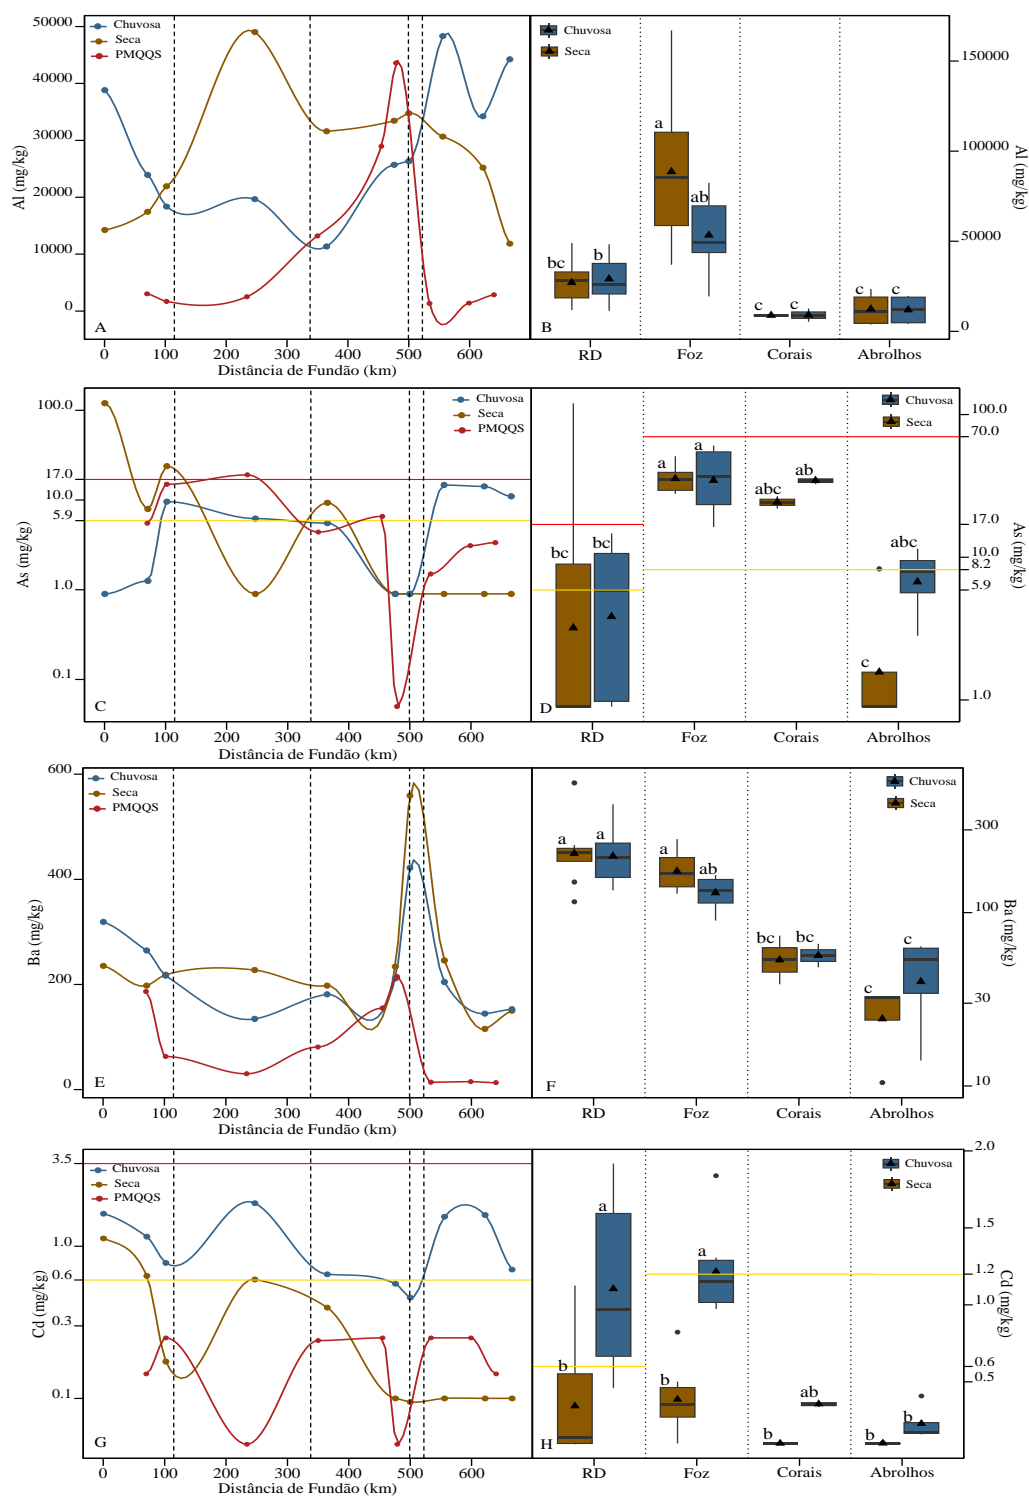 50000
40000
30000
20000
10000
0
Al (mg/kg)
Chuvosa
Seca
PMQQS
A
0 100 200 300 400 500 600
Distância de Fundão (km)
Chuvosa
Seca
bc b a ab c c c c
B
RD Foz Corais Abrolhos
150000
100000
50000
0
Al (mg/kg)
100.0
17.0
10.0
5.9
1.0
0.1
As (mg/kg)
Chuvosa
Seca
PMQQS
C
0 100 200 300 400 500 600
Distância de Fundão (km)
Chuvosa
Seca
bc bc a a abc ab c abc
D
RD Foz Corais Abrolhos
100.0
70.0
17.0
10.0
8.2
5.9
1.0
As (mg/kg)
600
400
200
0
Ba (mg/kg)
Chuvosa
Seca
PMQQS
E
0 100 200 300 400 500 600
Distância de Fundão (km)
Chuvosa
Seca
a a a ab bc bc c c
F
RD Foz Corais Abrolhos
300
100
30
10
Ba (mg/kg)
3.5
1.0
0.6
0.3
0.1
Cd (mg/kg)
Chuvosa
Seca
PMQQS
G
0 100 200 300 400 500 600
Distância de Fundão (km)
Chuvosa
Seca
b a b a b ab b b
H
RD Foz Corais Abrolhos
2.0
1.5
1.2
1.0
0.6
0.5
Cd (mg/kg)